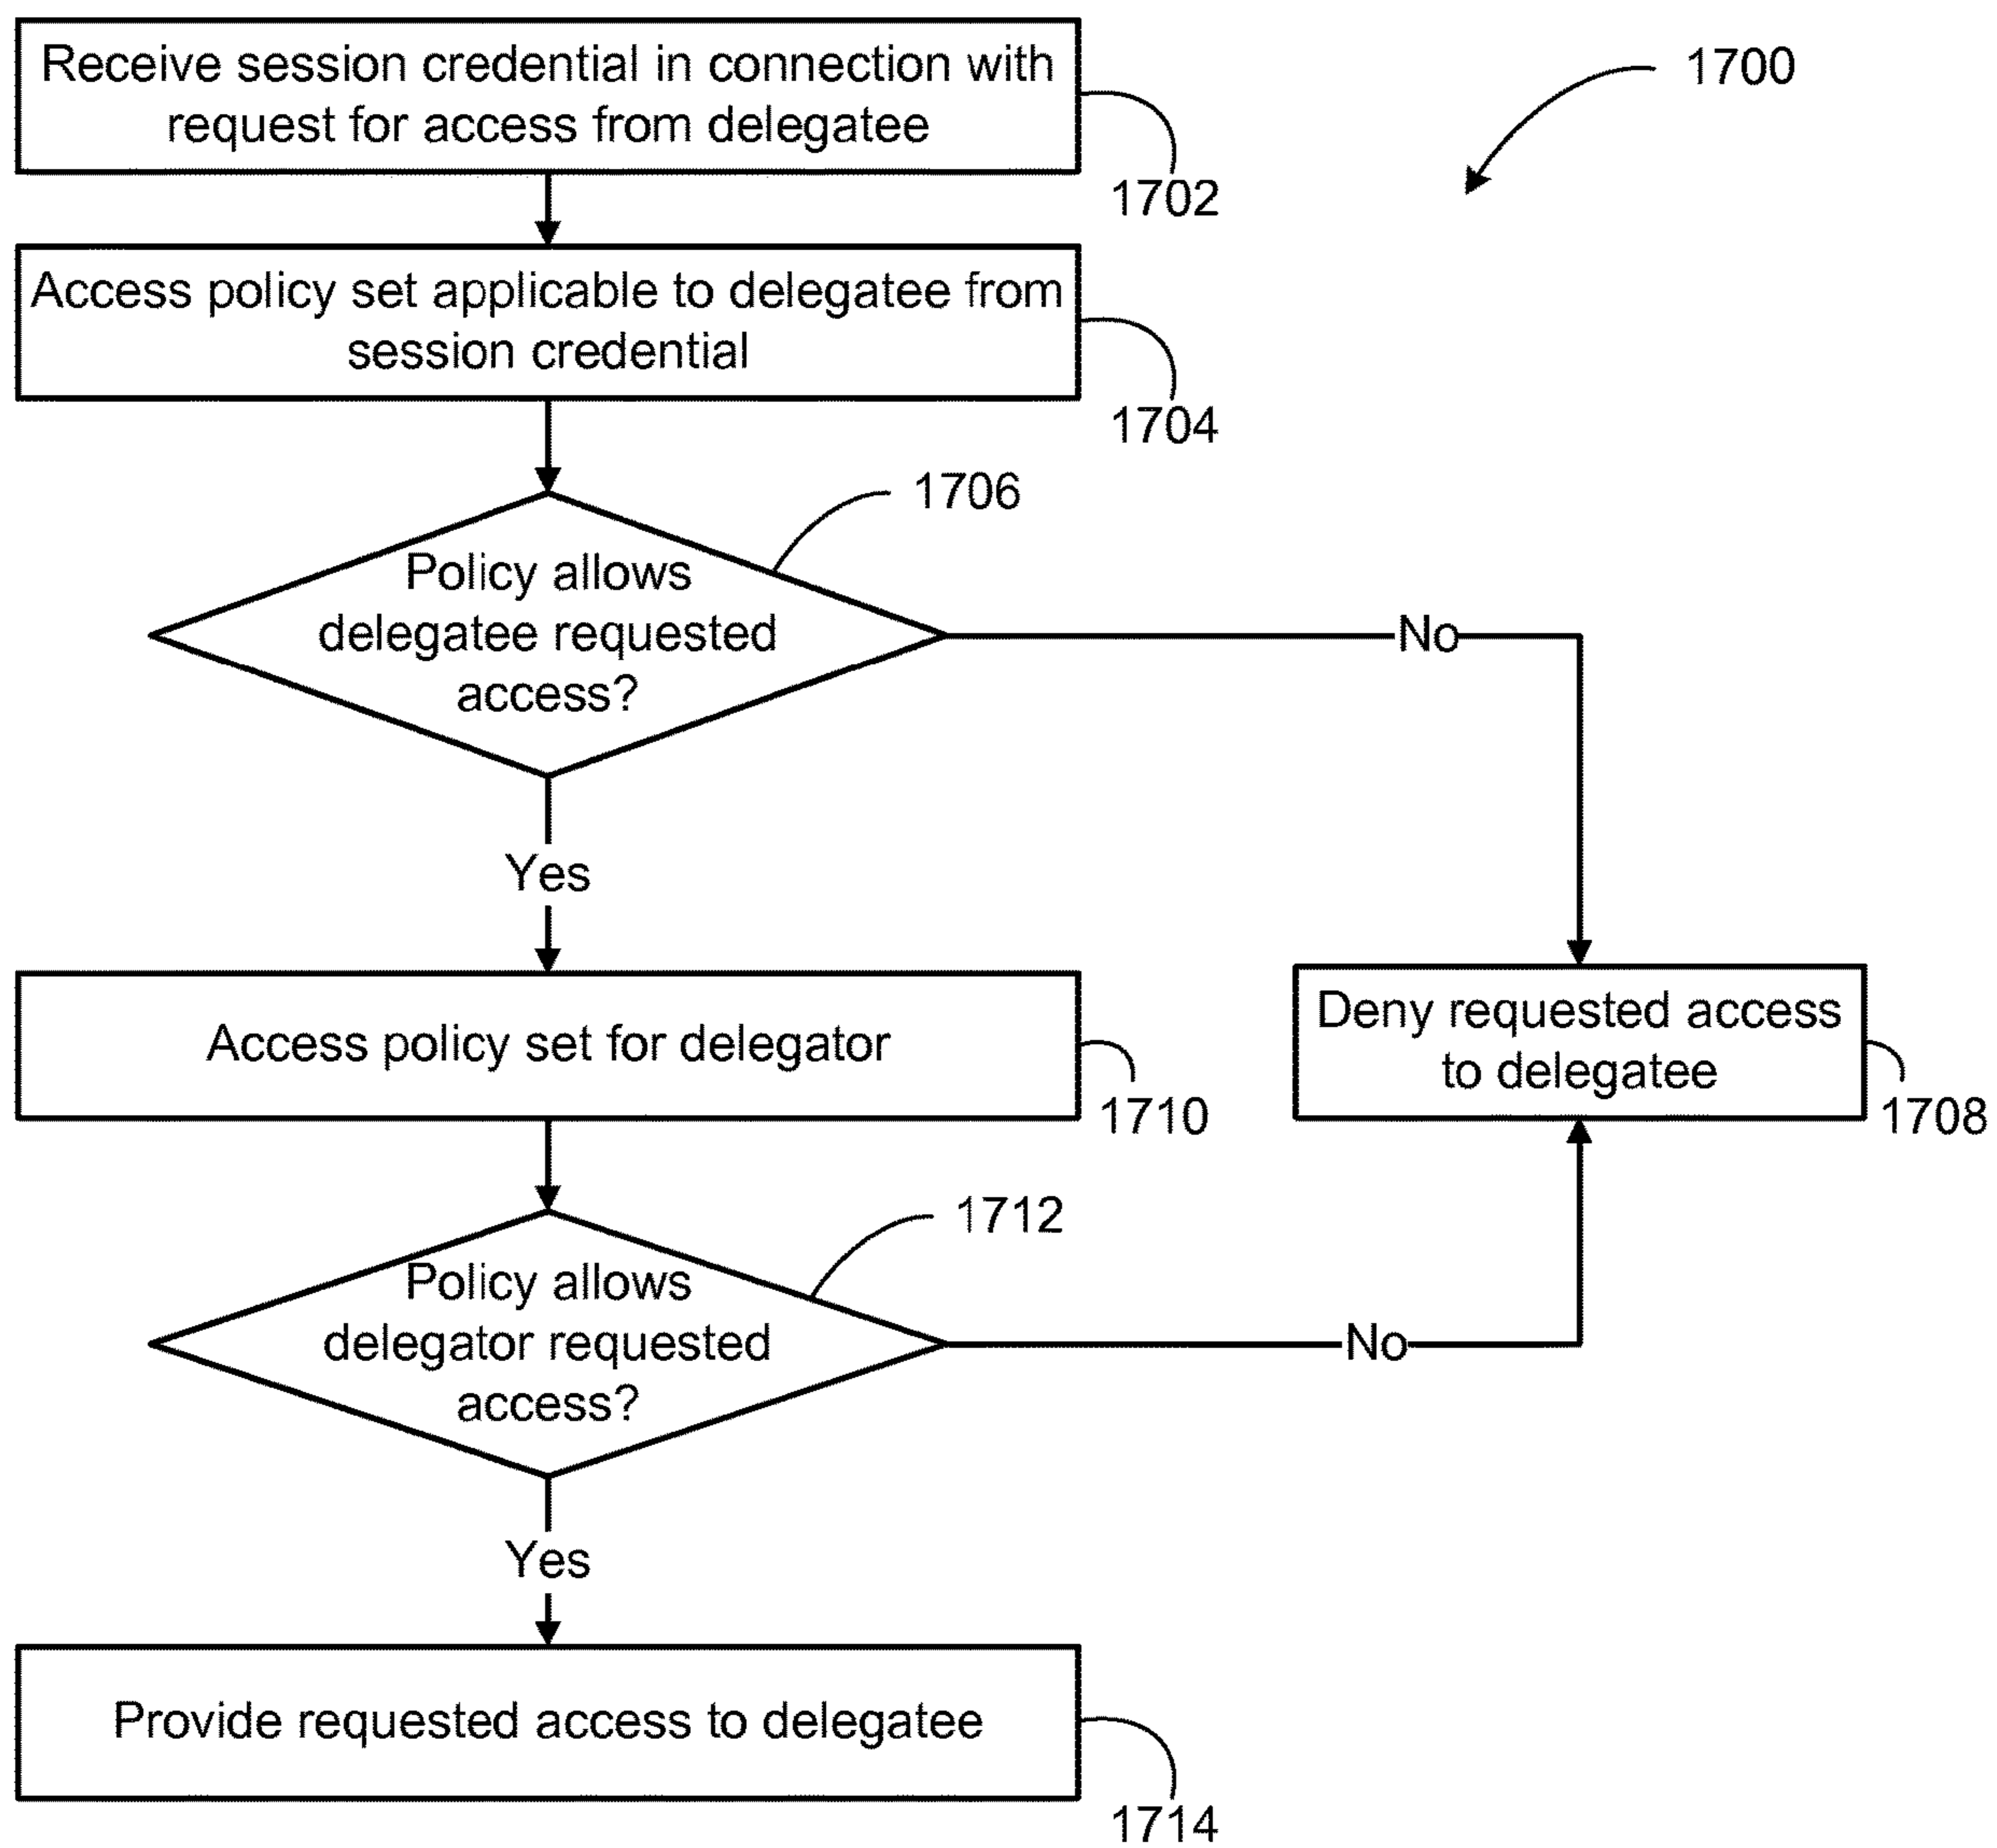 Receive session credential in connection with
request for access from delegatee
1700
1702
Access policy set applicable to delegatee from
session credential
1704
1706
Policy allows
delegatee requested
access?
No
Yes
Access policy set for delegator
1710
Deny requested access
to delegatee
1708
1712
Policy allows
delegator requested
access?
No
Yes
Provide requested access to delegatee
1714